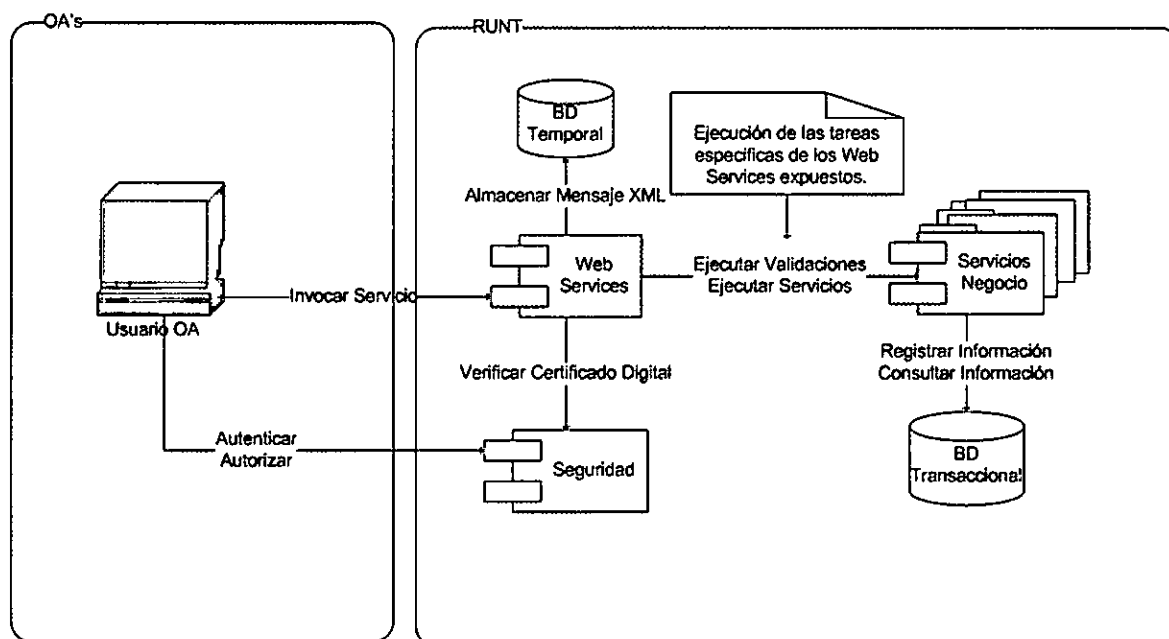 OA's
RUNT
BD
Temporal
Ejecución de las tareas
especificas de los Web
Services expuestos.
Almacenar Mensaje XML
Web
Services
Ejecutar Validaciones
Ejecutar Servicios
Servicios
Negocio
Invocar Servicio
Usuario OA
Verificar Certificado Digital
Registrar Información
Consultar Información
Autenticar
Autorizar
Seguridad
BD
Transaccional